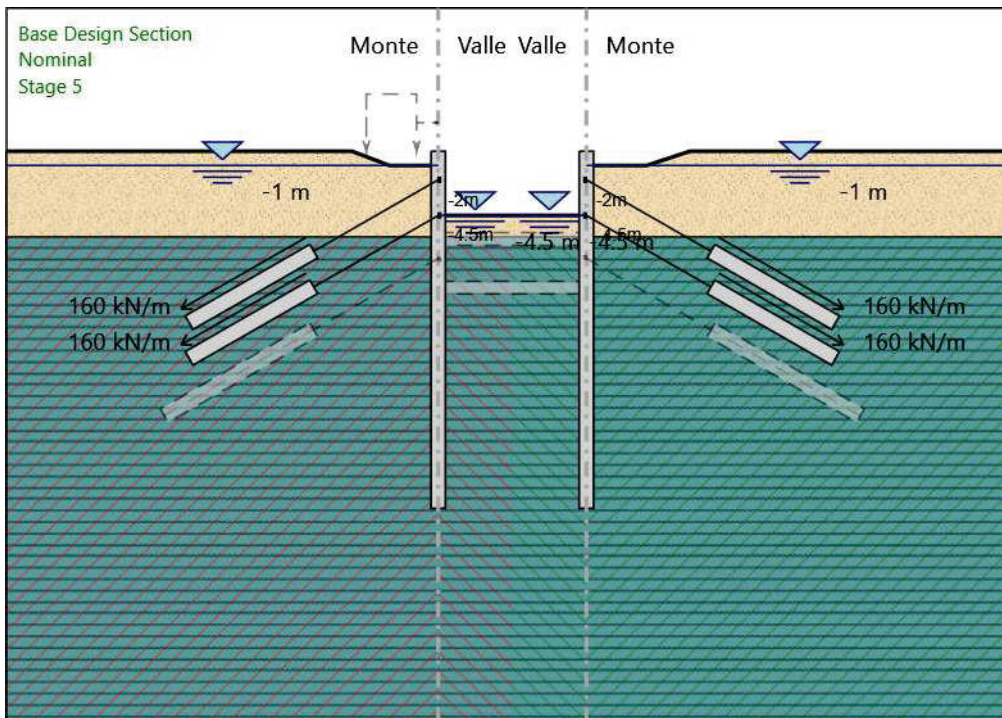 Base Design Section
Nominal
Stage 5
Monte Valle Valle Monte
-1 m -1 m
-2m -2m
-4.5m -4.5 m -4.5 m -4.5m
160 kN/m 160 kN/m
160 kN/m 160 kN/m